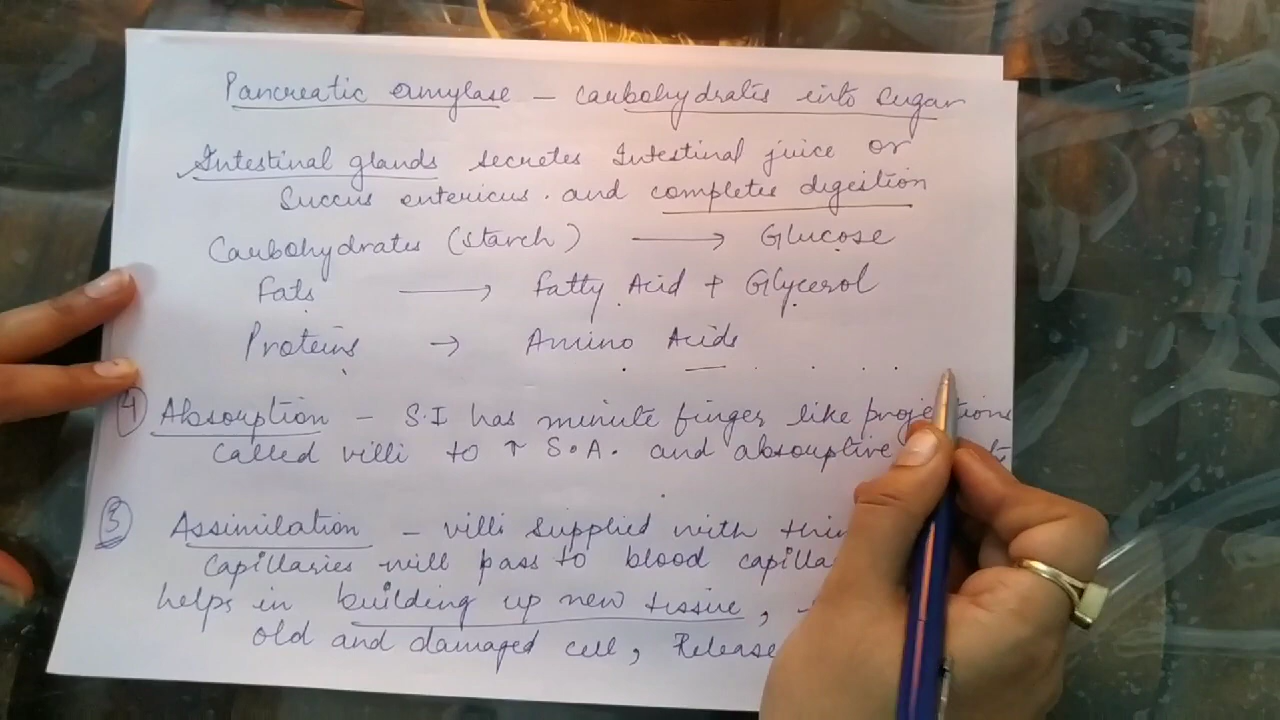 Pancreatic amylase – carbohydrates into sugar
Intestinal glands secretes Intestinal juice or
Succus entericus. and completes digestion
Carbohydrates (starch) → Glucose
Fats → Fatty Acid + Glycerol
Proteins → Amino Acids
4 Absorption – S.I has minute finger like projections
called villi to ↑ S.A. and absorptive
5 Assimilation – villi supplied with
capillaries will pass to blood
helps in building up new tissue,
old and damaged cell, Release